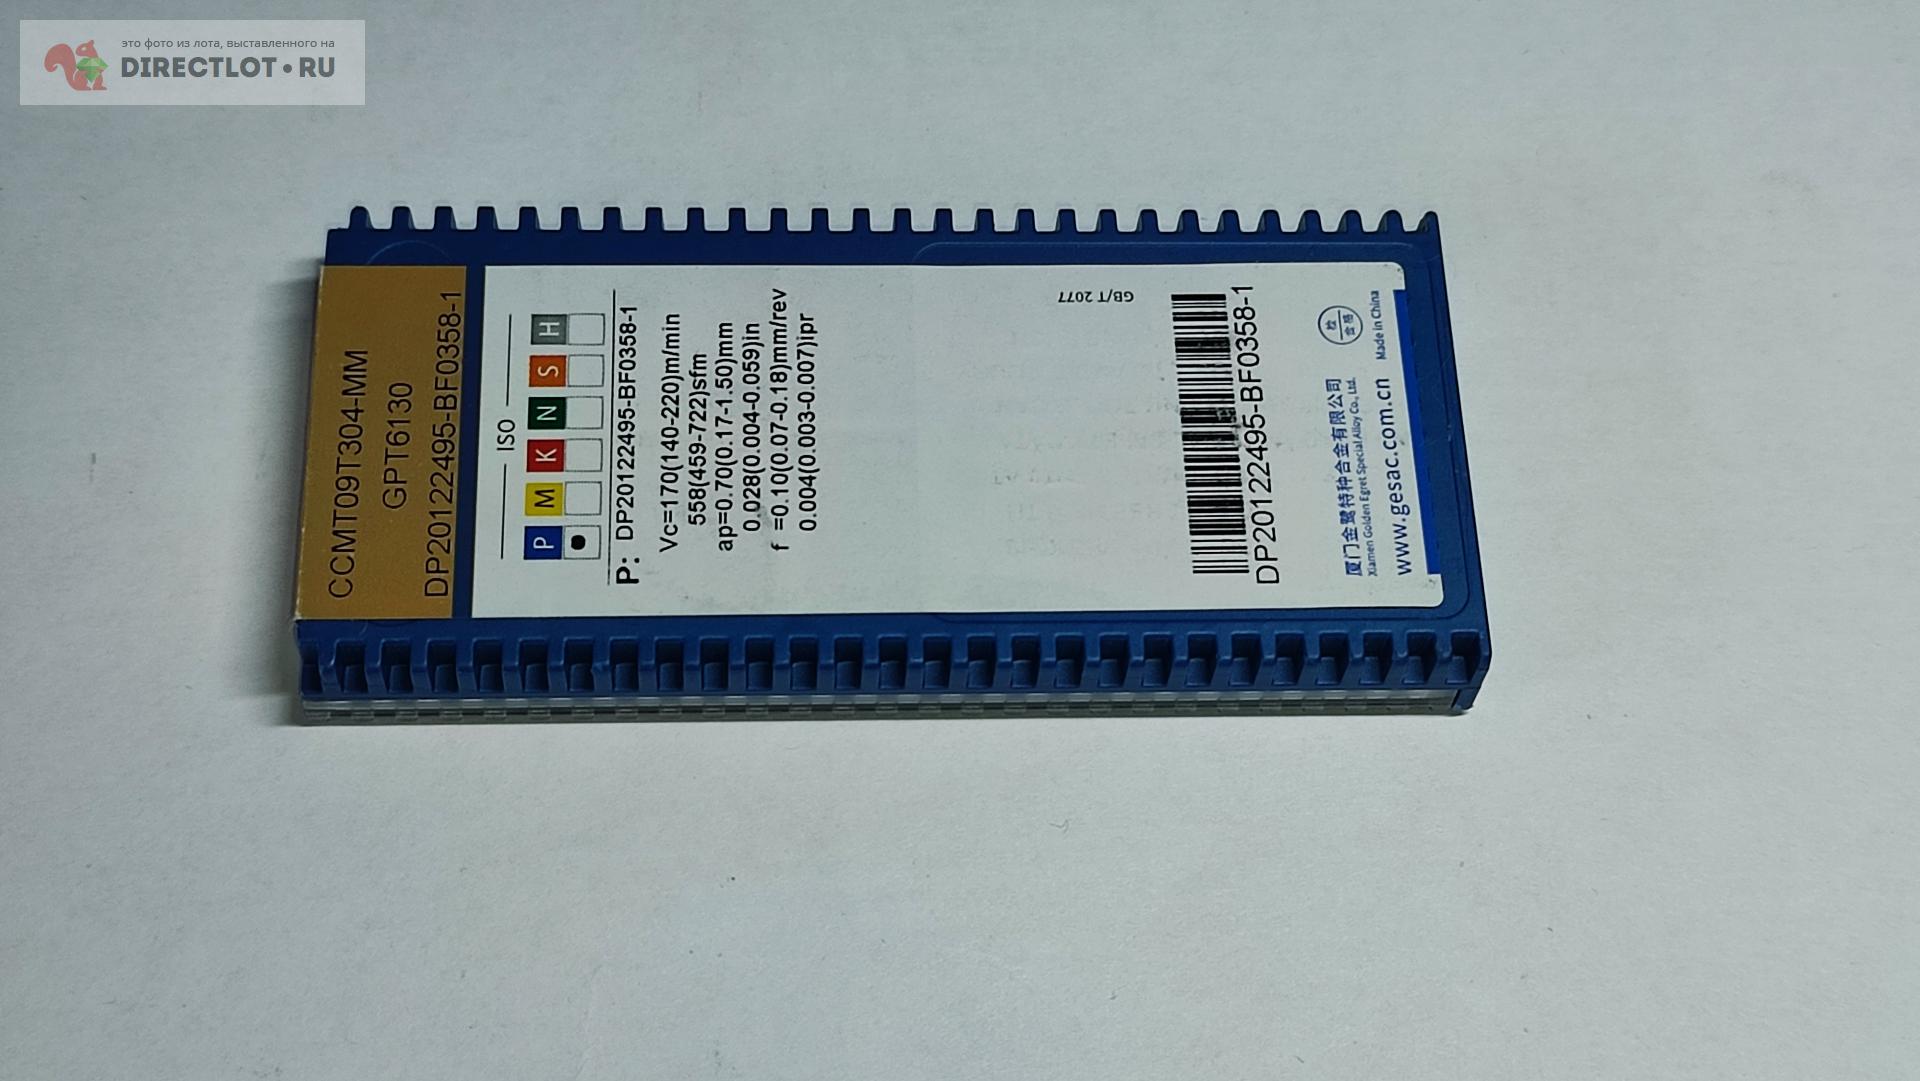 это фото из лота, выставленного на
DIRECTLOT•RU
CCMT09T304-MM
GPT6130
DP20122495-BF0358-1
ISO
P M K N S H
P: DP20122495-BF0358-1
Vc=170(140-220)m/min
558(459-722)sfm
ap=0.70(0.17-1.50)mm
0.028(0.004-0.059)in
f =0.10(0.07-0.18)mm/rev
0.004(0.003-0.007)ipr
GB/T 2077
DP20122495-BF0358-1
厦门金鹭特种合金有限公司
Xiamen Golden Egret Special Alloy Co., Ltd.
www.gesac.com.cn
检
合格
Made in China